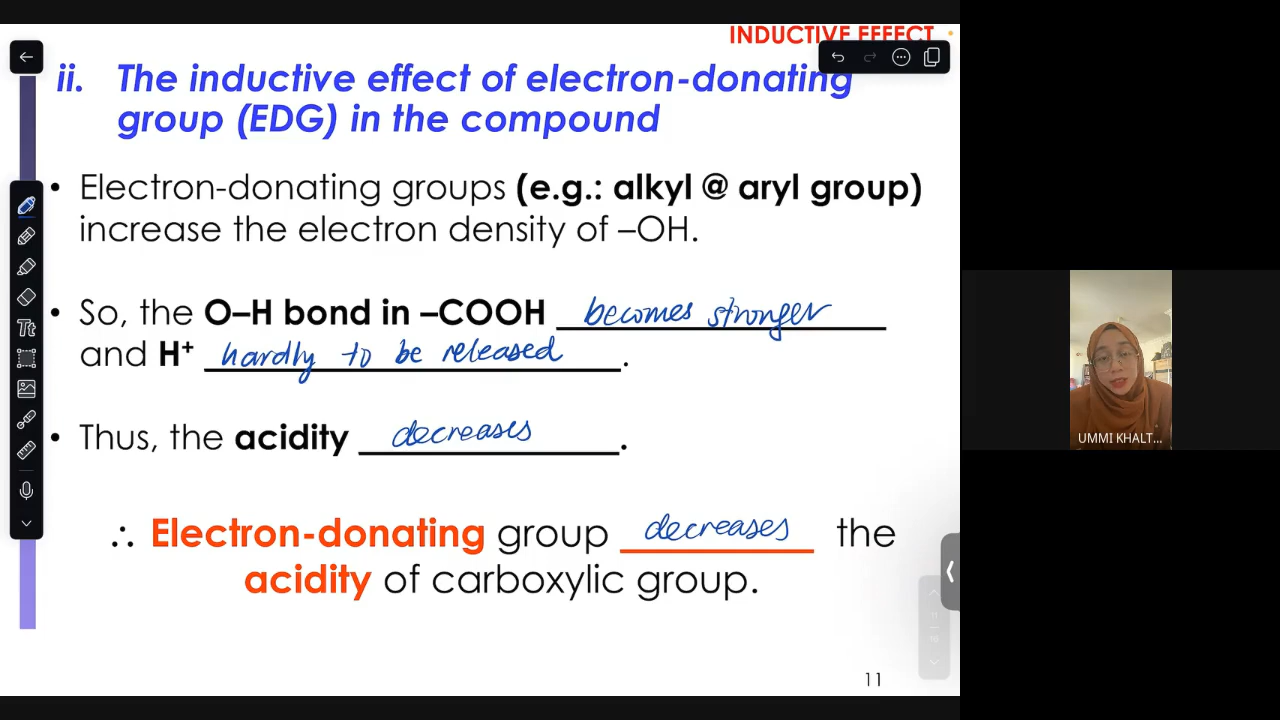 INDUCTIVE EFFECT
ii. The inductive effect of electron-donating
group (EDG) in the compound
• Electron-donating groups (e.g.: alkyl @ aryl group)
increase the electron density of –OH.
• So, the O–H bond in –COOH becomes stronger
and H⁺ hardly to be released.
• Thus, the acidity decreases.
∴ Electron-donating group decreases the
acidity of carboxylic group.
11
Tt
UMMI KHALT...